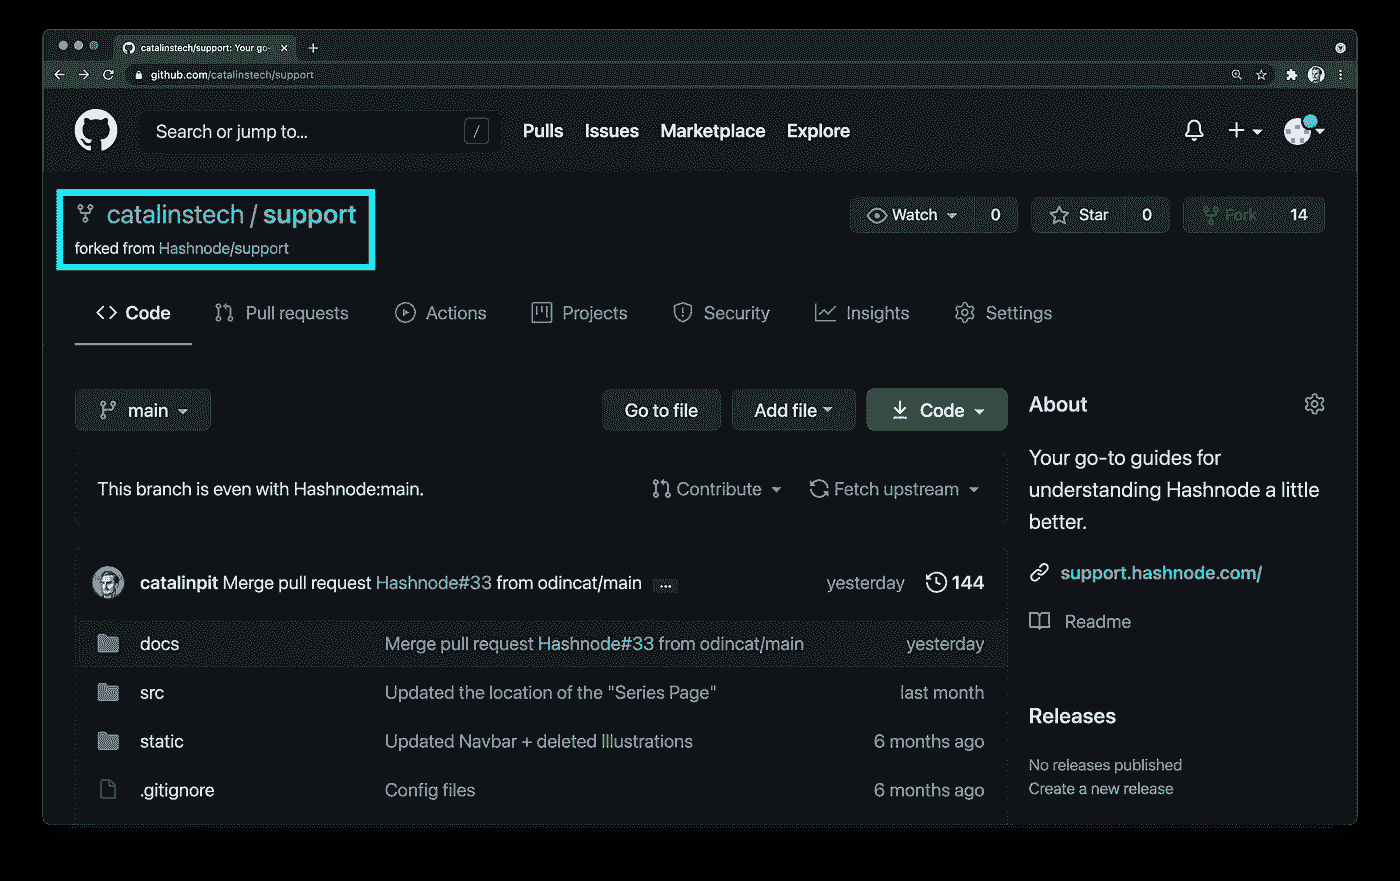 catalinstech/support: Your go-
github.com/catalinstech/support
Search or jump to... /
Pulls Issues Marketplace Explore
catalinstech / support
forked from Hashnode/support
Watch 0 Star 0 Fork 14
Code Pull requests Actions Projects Security Insights Settings
main Go to file Add file Code
This branch is even with Hashnode:main. Contribute Fetch upstream
catalinpit Merge pull request Hashnode#33 from odincat/main ... yesterday 144
docs Merge pull request Hashnode#33 from odincat/main yesterday
src Updated the location of the "Series Page" last month
static Updated Navbar + deleted Illustrations 6 months ago
.gitignore Config files 6 months ago
About
Your go-to guides for
understanding Hashnode a little
better.
support.hashnode.com/
Readme
Releases
No releases published
Create a new release